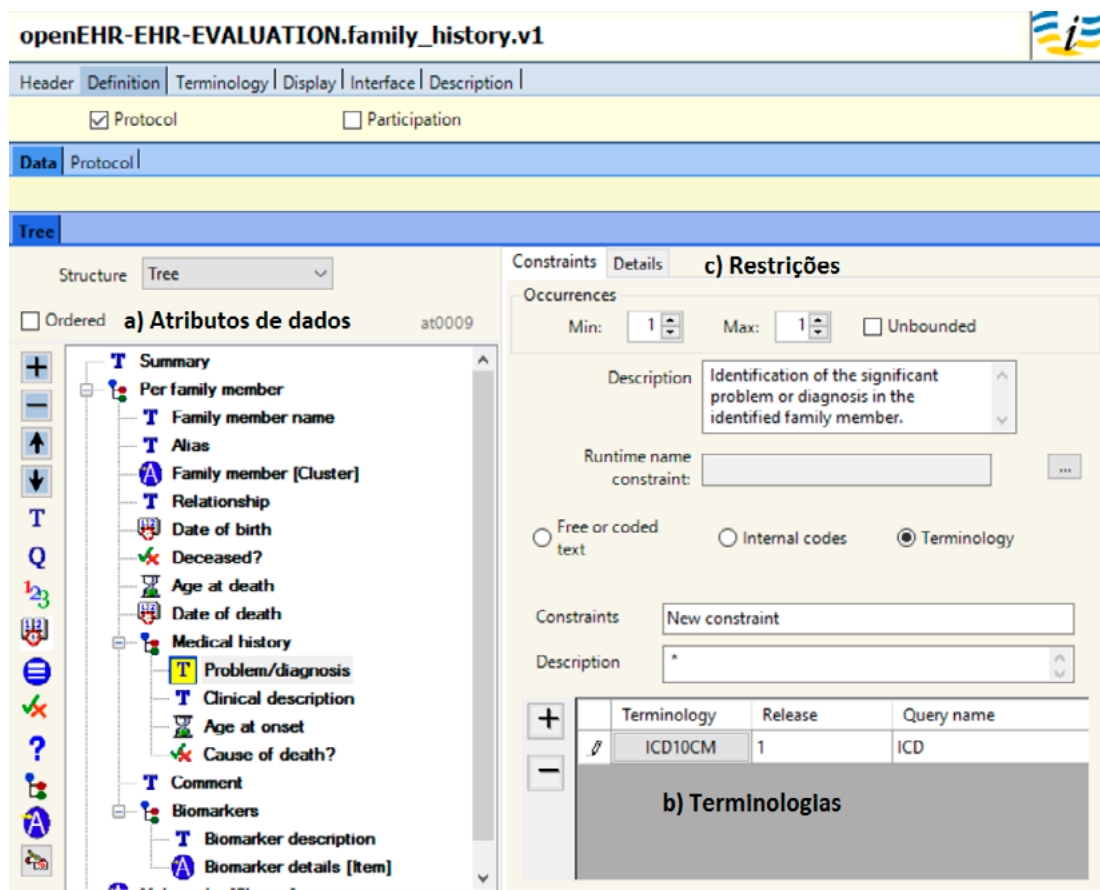 openEHR-EHR-EVALUATION.family_history.v1
Header Definition Terminology Display Interface Description
Protocol Participation
Data Protocol
Tree
Structure Tree
Ordered a) Atributos de dados at0009
Summary
Per family member
Family member name
Alias
Family member [Cluster]
Relationship
Date of birth
Deceased?
Age at death
Date of death
Medical history
Problem/diagnosis
Clinical description
Age at onset
Cause of death?
Comment
Biomarkers
Biomarker description
Biomarker details [Item]
Constraints Details c) Restrições
Occurrences
Min: 1 Max: 1 Unbounded
Description Identification of the significant
problem or diagnosis in the
identified family member.
Runtime name
constraint: ...
Free or coded
text
Internal codes Terminology
Constraints New constraint
Description *
Terminology Release Query name
ICD10CM 1 ICD
b) Terminologias